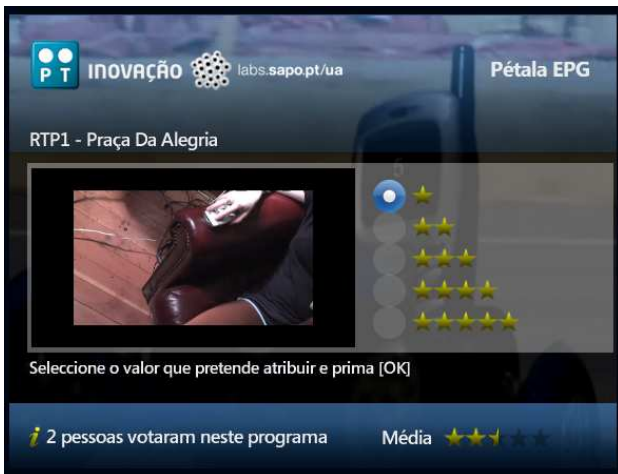 PT INOVAÇÃO labs.sapo.pt/ua Pétala EPG
RTP1 - Praça Da Alegria
6
Seleccione o valor que pretende atribuir e prima [OK]
i 2 pessoas votaram neste programa Média